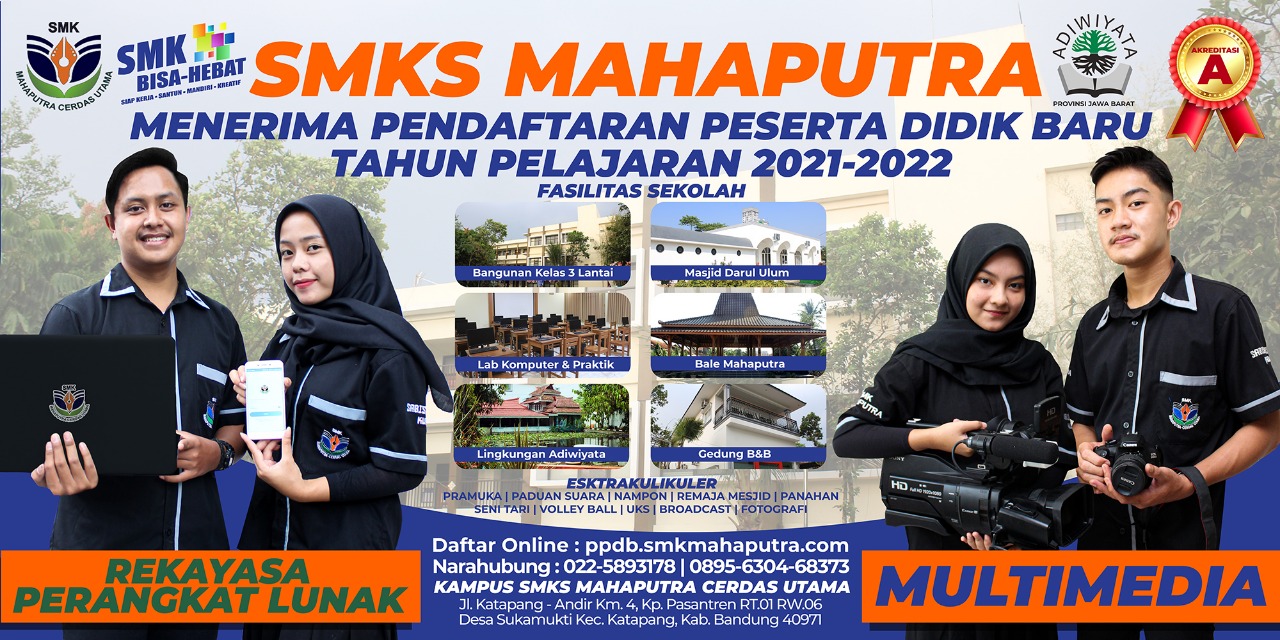 SMK
MAHAPUTRA CERDAS UTAMA
SMK
BISA-HEBAT
SIAP KERJA • SANTUN • MANDIRI • KREATIF
SMKS MAHAPUTRA
ADIWIYATA
PROVINSI JAWA BARAT
AKREDITASI
A
MENERIMA PENDAFTARAN PESERTA DIDIK BARU
TAHUN PELAJARAN 2021-2022
FASILITAS SEKOLAH
Bangunan Kelas 3 Lantai
Masjid Darul Ulum
Lab Komputer & Praktik
Bale Mahaputra
Lingkungan Adiwiyata
Gedung B&B
ESKTRAKULIKULER
PRAMUKA | PADUAN SUARA | NAMPON | REMAJA MESJID | PANAHAN
SENI TARI | VOLLEY BALL | UKS | BROADCAST | FOTOGRAFI
Daftar Online : ppdb.smkmahaputra.com
Narahubung : 022-5893178 | 0895-6304-68373
KAMPUS SMKS MAHAPUTRA CERDAS UTAMA
Jl. Katapang - Andir Km. 4, Kp. Pasantren RT.01 RW.06
Desa Sukamukti Kec. Katapang, Kab. Bandung 40971
REKAYASA
PERANGKAT LUNAK
MULTIMEDIA
SMK
SMK
SMK
HD
Canon